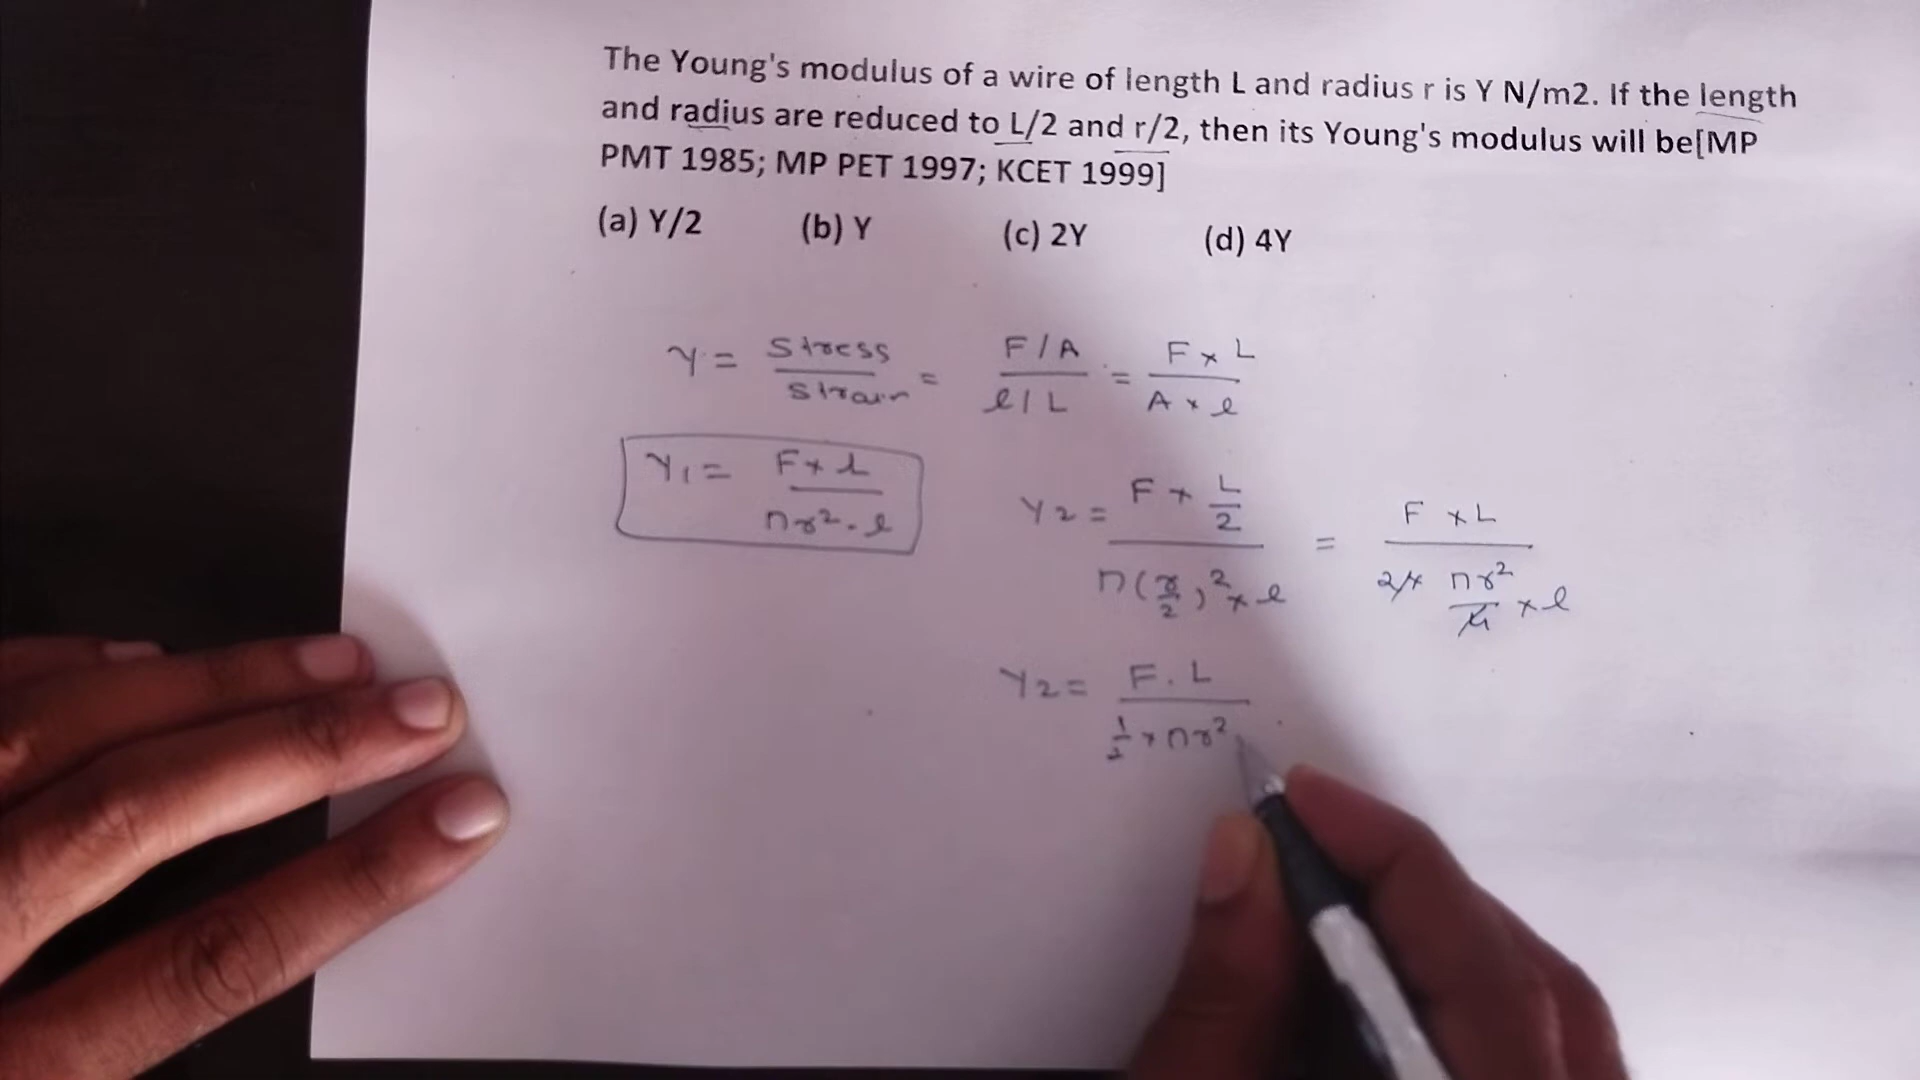 The Young's modulus of a wire of length L and radius r is Y N/m2. If the length
and radius are reduced to L/2 and r/2, then its Young's modulus will be[MP
PMT 1985; MP PET 1997; KCET 1999]
(a) Y/2 (b) Y (c) 2Y (d) 4Y
Y = Stress / Strain = F/A / l/L = F × L / A × l
Y1 = F × L / πr² . l
Y2 = F × L/2 / π(r/2)² × l = F × L / 2 × πr²/4 × l
Y2 = F . L / 1/2 × πr²